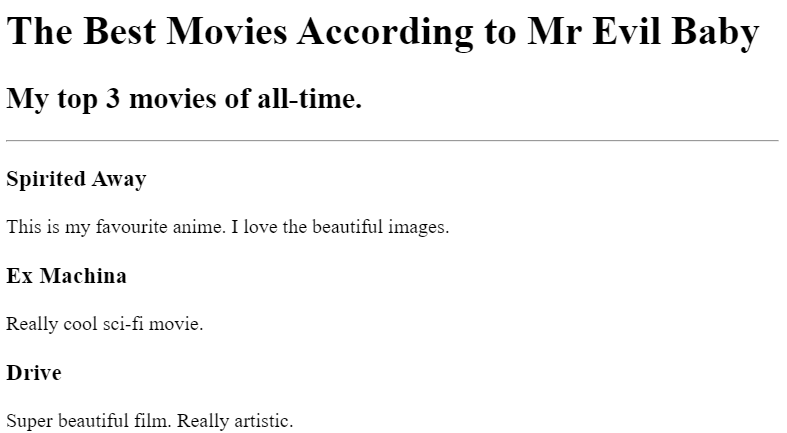 The Best Movies According to Mr Evil Baby
My top 3 movies of all-time.
Spirited Away
This is my favourite anime. I love the beautiful images.
Ex Machina
Really cool sci-fi movie.
Drive
Super beautiful film. Really artistic.